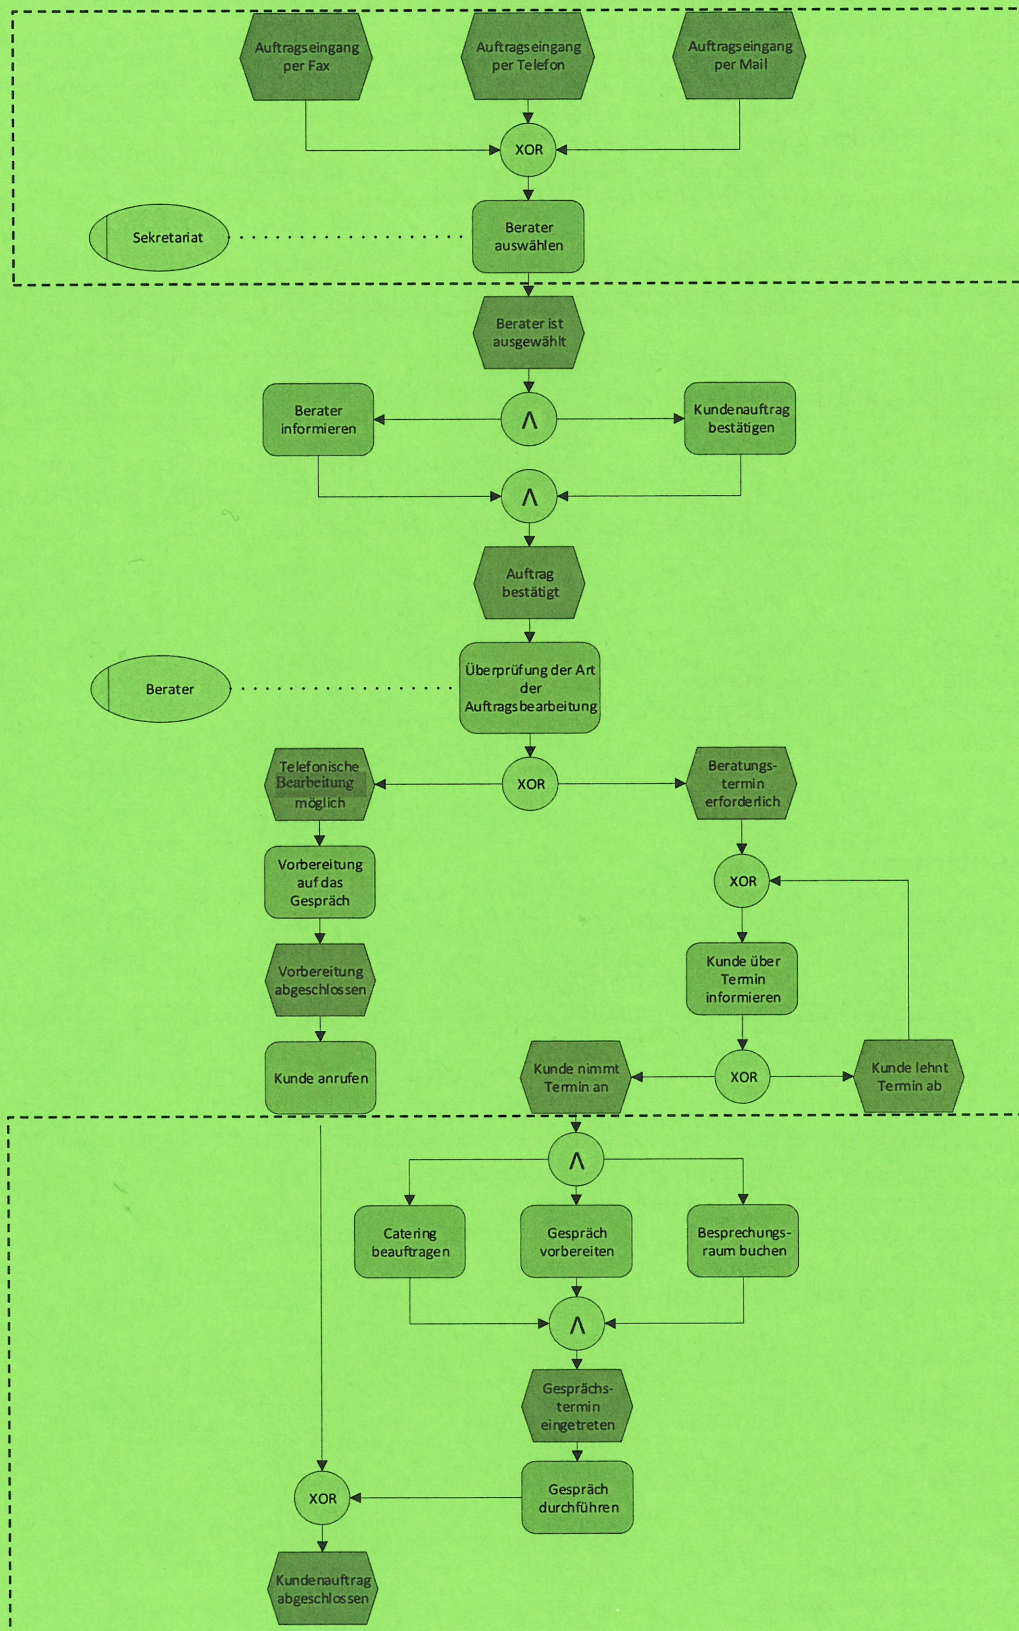 Auftragseingang
per Fax
Auftragseingang
per Telefon
Auftragseingang
per Mail
XOR
Sekretariat
Berater
auswählen
Berater ist
ausgewählt
Berater
informieren
Λ
Kundenauftrag
bestätigen
Λ
Auftrag
bestätigt
Überprüfung der Art
der
Auftragsbearbeitung
Berater
Telefonische
Bearbeitung
möglich
XOR
Beratungs-
termin
erforderlich
Vorbereitung
auf das
Gespräch
XOR
Vorbereitung
abgeschlossen
Kunde über
Termin
informieren
Kunde anrufen
Kunde nimmt
Termin an
XOR
Kunde lehnt
Termin ab
Λ
Catering
beauftragen
Gespräch
vorbereiten
Besprechungs-
raum buchen
Λ
Gesprächs-
termin
eingetreten
XOR
Gespräch
durchführen
Kundenauftrag
abgeschlossen